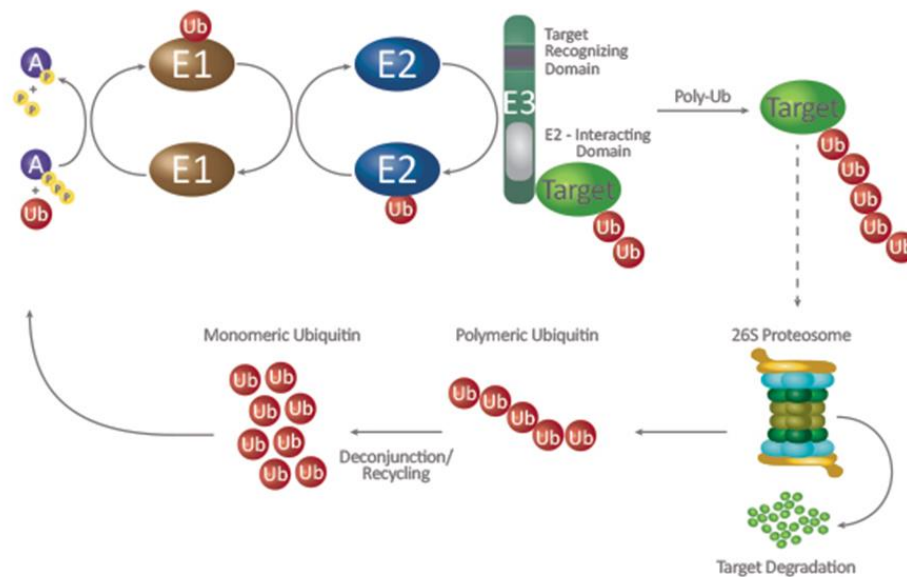 Ub
E1
E2
Target
Recognizing
Domain
A
P
+
P
P
E3
Poly-Ub
Target
E2 - Interacting
Domain
A
P
P
P
+
Ub
E1
E2
Ub
Target
Ub
Ub
Ub
Ub
Ub
Ub
Ub
Monomeric Ubiquitin
Polymeric Ubiquitin
26S Proteosome
Ub
Ub
Ub
Ub
Ub
Ub
Ub
Ub
Ub
Ub
Ub
Ub
Ub
Deconjunction/
Recycling
Target Degradation